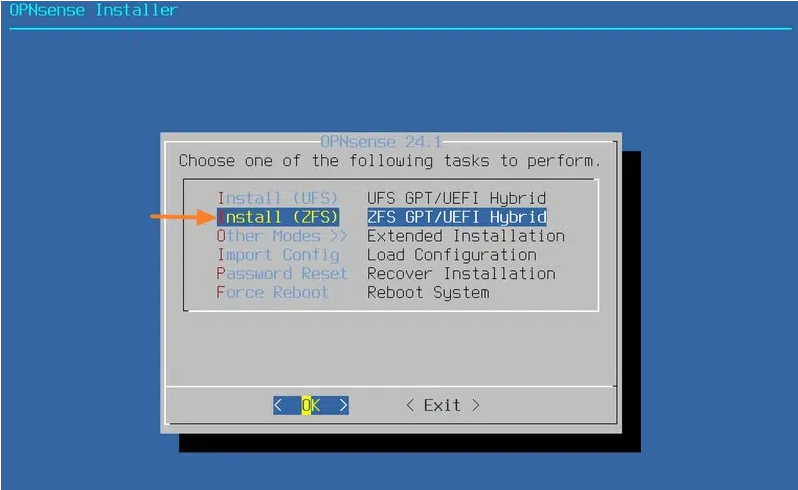 OPNsense Installer
OPNsense 24.1
Choose one of the following tasks to perform.
Install (UFS) UFS GPT/UEFI Hybrid
Install (ZFS) ZFS GPT/UEFI Hybrid
Other Modes >> Extended Installation
Import Config Load Configuration
Password Reset Recover Installation
Force Reboot Reboot System
< OK > < Exit >